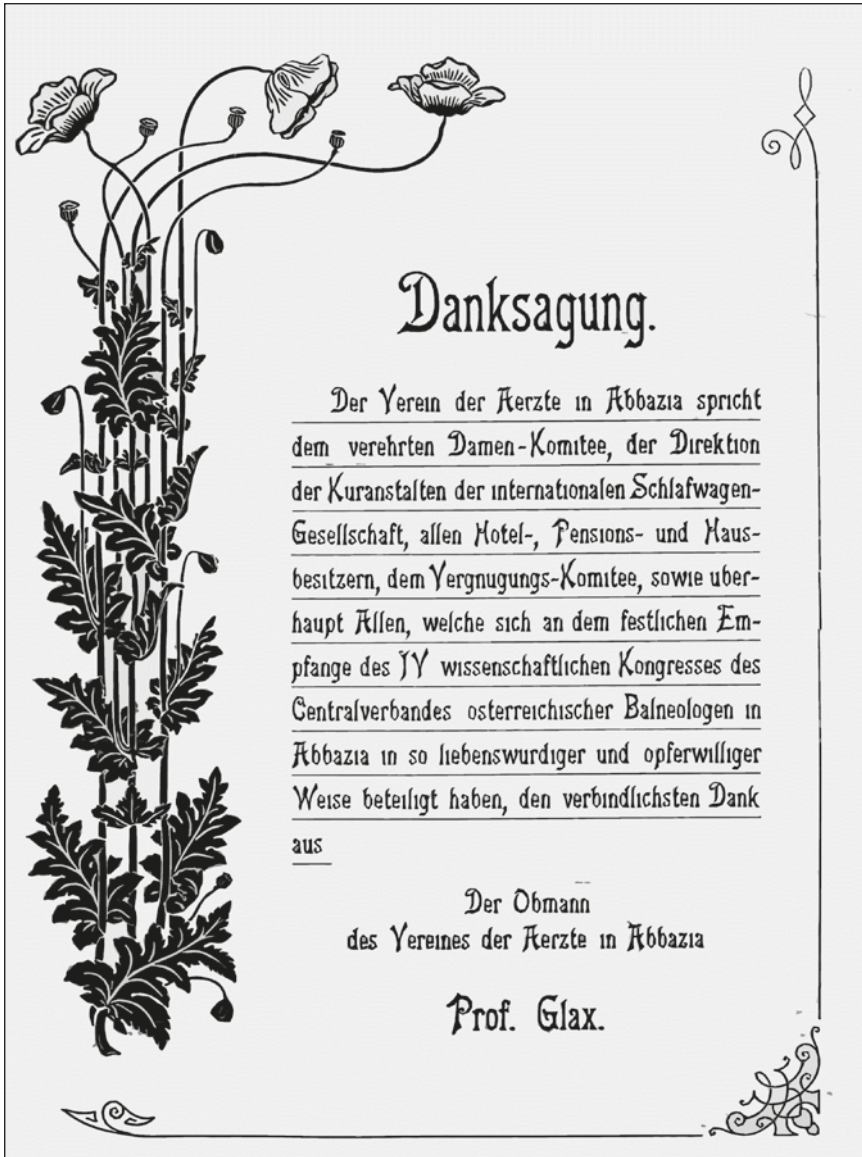 Danksagung.
Der Verein der Aerzte in Abbazia spricht
dem verehrten Damen-Komitee, der Direktion
der Kuranstalten der internationalen Schlafwagen-
Gesellschaft, allen Hotel-, Pensions- und Haus-
besitzern, dem Vergnugungs-Komitee, sowie uber-
haupt Allen, welche sich an dem festlichen Em-
pfange des IV wissenschaftlichen Kongresses des
Centralverbandes osterreichischer Balneologen in
Abbazia in so liebenswurdiger und opferwilliger
Weise beteiligt haben, den verbindlichsten Dank
aus
Der Obmann
des Vereines der Aerzte in Abbazia
Prof. Glax.